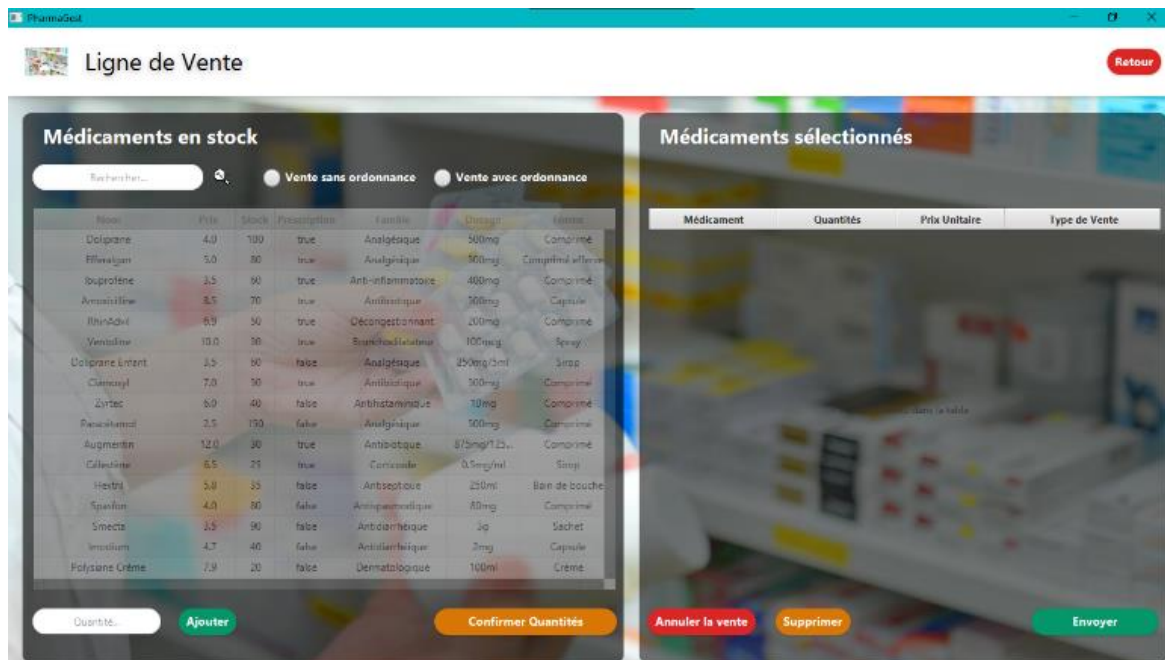 PharmaGest
Ligne de Vente
Retour
Médicaments en stock
Rechercher...
Vente sans ordonnance
Vente avec ordonnance
Nom Prix Stock Prescription Famille Dosage Forme
Doliprane 4.0 100 true Analgésique 500mg Comprimé
Efferalgan 5.0 80 true Analgésique 500mg Comprimé efferve
Ibuprofène 3.5 60 true Anti-inflammatoire 400mg Comprimé
Amoxicilline 8.5 70 true Antibiotique 500mg Capsule
RhinAdvil 6.9 50 true Décongestionnant 200mg Comprimé
Ventoline 10.0 true Bronchodilatateur 100mcg Spray
Doliprane Enfant 3.5 60 false Analgésique 250mg/5ml Sirop
Clamoxyl 7.0 true Antibiotique 500mg Comprimé
Zyrtec 6.0 40 false Antihistaminique 10mg Comprimé
Paracétamol 2.5 150 false Analgésique 500mg Comprimé
Augmentin 12.0 30 true Antibiotique 875mg/125... Comprimé
Célestène 6.5 25 true Corticoïde 0.5mg/ml Sirop
Hextril 5.8 35 false Antiseptique 250ml Bain de bouche
Spasfon 4.0 80 false Antispasmodique 80mg Comprimé
Smecta 3.5 90 false Antidiarrhéique 3g Sachet
Imodium 4.7 40 false Antidiarrhéique 2mg Capsule
Polysiane Crème 7.9 20 false Dermatologique 100ml Crème
Quantité...
Ajouter
Confirmer Quantités
Médicaments sélectionnés
Médicament Quantités Prix Unitaire Type de Vente
dans la table
Annuler la vente
Supprimer
Envoyer